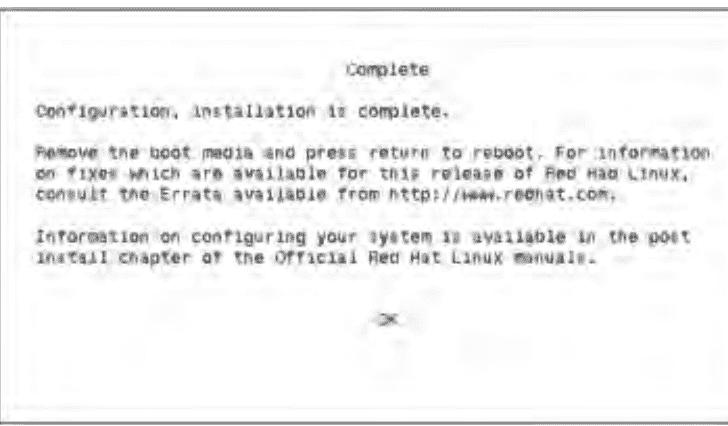 Complete
Configuration, installation is complete.
Remove the boot media and press return to reboot. For information
on fixes which are available for this release of Red Had Linux,
consult the Errata available from http://www.redhat.com.
Information on configuring your system is available in the post
install chapter of the Official Red Hat Linux manuals.
OK